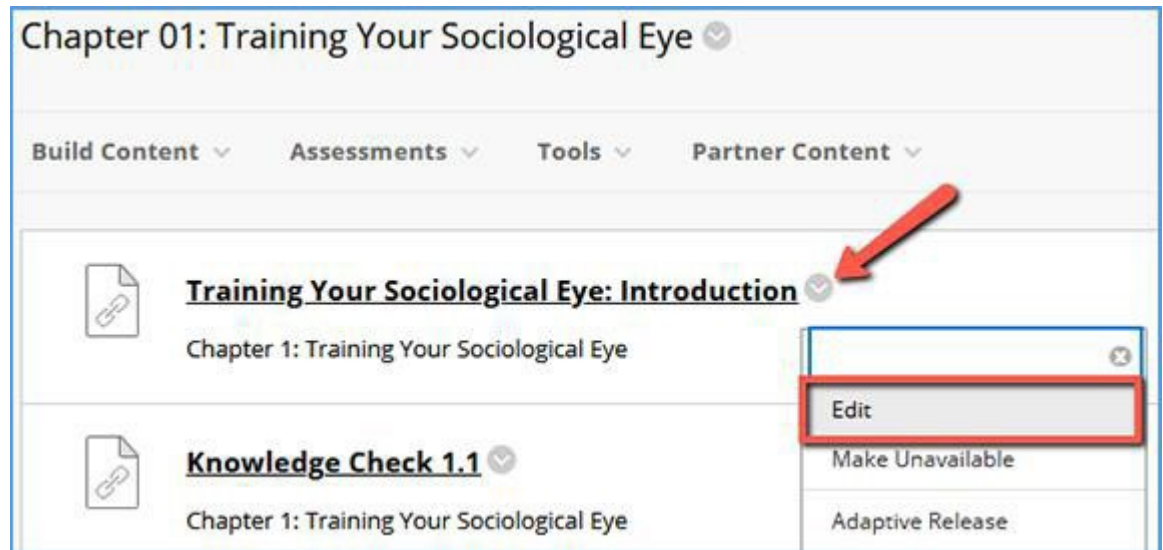 Chapter 01: Training Your Sociological Eye
Build Content Assessments Tools Partner Content
Training Your Sociological Eye: Introduction
Chapter 1: Training Your Sociological Eye
Edit
Knowledge Check 1.1
Make Unavailable
Chapter 1: Training Your Sociological Eye
Adaptive Release